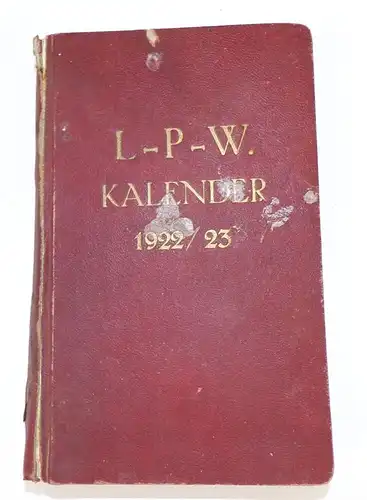 L-P-W.
KALENDER
1922/23